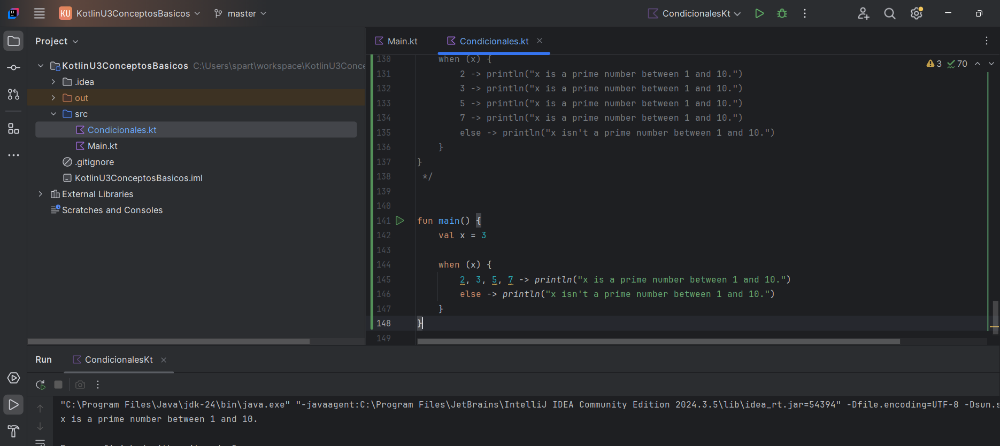 KU KotlinU3ConceptosBasicos master CondicionalesKt
Project
KotlinU3ConceptosBasicos C:\Users\spart\workspace\KotlinU3Conce
.idea
out
src
Condicionales.kt
Main.kt
.gitignore
KotlinU3ConceptosBasicos.iml
External Libraries
Scratches and Consoles
Main.kt Condicionales.kt
3 70
130 when (x) {
131 2 -> println("x is a prime number between 1 and 10.")
132 3 -> println("x is a prime number between 1 and 10.")
133 5 -> println("x is a prime number between 1 and 10.")
134 7 -> println("x is a prime number between 1 and 10.")
135 else -> println("x isn't a prime number between 1 and 10.")
136 }
137 }
138 */
139
140
141 fun main() {
142 val x = 3
143
144 when (x) {
145 2, 3, 5, 7 -> println("x is a prime number between 1 and 10.")
146 else -> println("x isn't a prime number between 1 and 10.")
147 }
148 }
149
Run CondicionalesKt
"C:\Program Files\Java\jdk-24\bin\java.exe" "-javaagent:C:\Program Files\JetBrains\IntelliJ IDEA Community Edition 2024.3.5\lib\idea_rt.jar=54394" -Dfile.encoding=UTF-8 -Dsun.s
x is a prime number between 1 and 10.